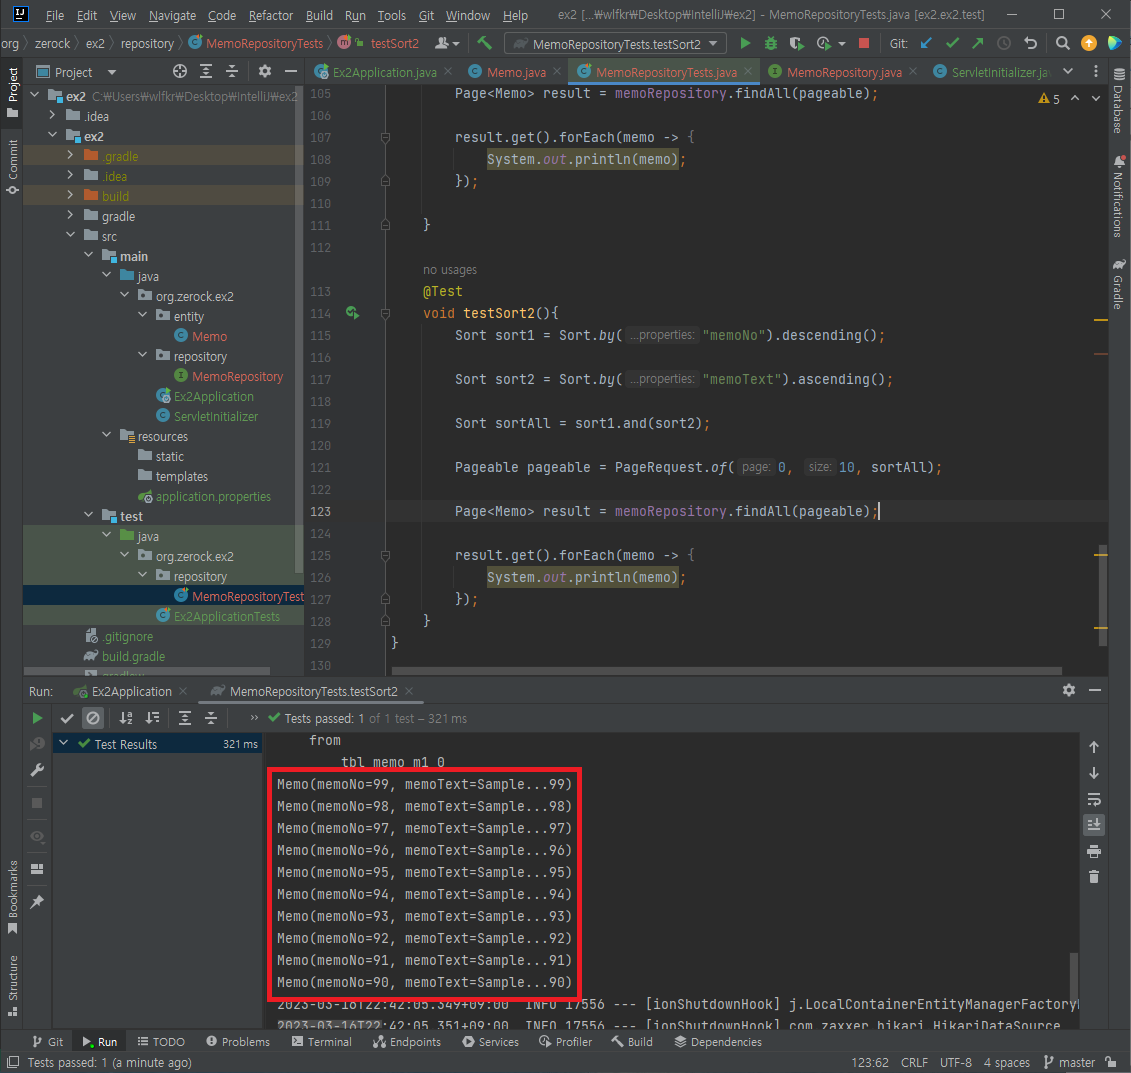 File Edit View Navigate Code Refactor Build Run Tools Git Window Help ex2 [...₩wlfkr₩Desktop₩IntelliJ₩ex2] - MemoRepositoryTests.java [ex2.ex2.test]
org zerock ex2 repository MemoRepositoryTests testSort2 MemoRepositoryTests.testSort2 Git:
Project Ex2Application.java Memo.java MemoRepositoryTests.java MemoRepository.java ServletInitializer.ja
ex2 C:₩Users₩wlfkr₩Desktop₩IntelliJ₩ex2
.idea
ex2
.gradle
.idea
build
gradle
src
main
java
org.zerock.ex2
entity
Memo
repository
MemoRepository
Ex2Application
ServletInitializer
resources
static
templates
application.properties
test
java
org.zerock.ex2
repository
MemoRepositoryTest
Ex2ApplicationTests
.gitignore
build.gradle
gradlew
5
105 Page<Memo> result = memoRepository.findAll(pageable);
106
107 result.get().forEach(memo -> {
108 System.out.println(memo);
109 });
110
111 }
112
no usages
113 @Test
114 void testSort2(){
115 Sort sort1 = Sort.by( ...properties: "memoNo").descending();
116
117 Sort sort2 = Sort.by( ...properties: "memoText").ascending();
118
119 Sort sortAll = sort1.and(sort2);
120
121 Pageable pageable = PageRequest.of( page: 0, size: 10, sortAll);
122
123 Page<Memo> result = memoRepository.findAll(pageable);
124
125 result.get().forEach(memo -> {
126 System.out.println(memo);
127 });
128 }
129 }
130
Project
Commit
Bookmarks
Structure
Database
Notifications
Gradle
Run: Ex2Application MemoRepositoryTests.testSort2
Tests passed: 1 of 1 test – 321 ms
Test Results 321 ms
from
tbl_memo m1_0
Memo(memoNo=99, memoText=Sample...99)
Memo(memoNo=98, memoText=Sample...98)
Memo(memoNo=97, memoText=Sample...97)
Memo(memoNo=96, memoText=Sample...96)
Memo(memoNo=95, memoText=Sample...95)
Memo(memoNo=94, memoText=Sample...94)
Memo(memoNo=93, memoText=Sample...93)
Memo(memoNo=92, memoText=Sample...92)
Memo(memoNo=91, memoText=Sample...91)
Memo(memoNo=90, memoText=Sample...90)
2023-03-16T22:42:05.349+09:00 INFO 17556 --- [ionShutdownHook] j.LocalContainerEntityManagerFactory
2023-03-16T22:42:05.351+09:00 INFO 17556 --- [ionShutdownHook] com.zaxxer.hikari.HikariDataSource
Git Run TODO Problems Terminal Endpoints Services Profiler Build Dependencies
Tests passed: 1 (a minute ago) 123:62 CRLF UTF-8 4 spaces master